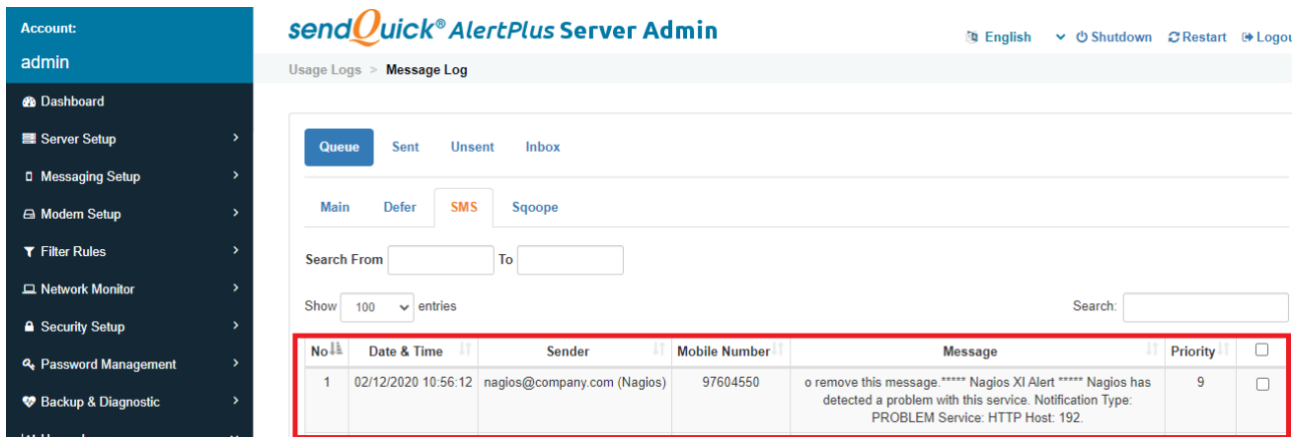 Account:
admin
Dashboard
Server Setup
Messaging Setup
Modem Setup
Filter Rules
Network Monitor
Security Setup
Password Management
Backup & Diagnostic
sendQuick® AlertPlus Server Admin
English
Shutdown
Restart
Logou
Usage Logs > Message Log
Queue Sent Unsent Inbox
Main Defer SMS Sqoope
Search From To
Show 100 entries Search:
No Date & Time Sender Mobile Number Message Priority
1 02/12/2020 10:56:12 nagios@company.com (Nagios) 97604550 o remove this message.***** Nagios XI Alert ***** Nagios has 9
detected a problem with this service. Notification Type:
PROBLEM Service: HTTP Host: 192.